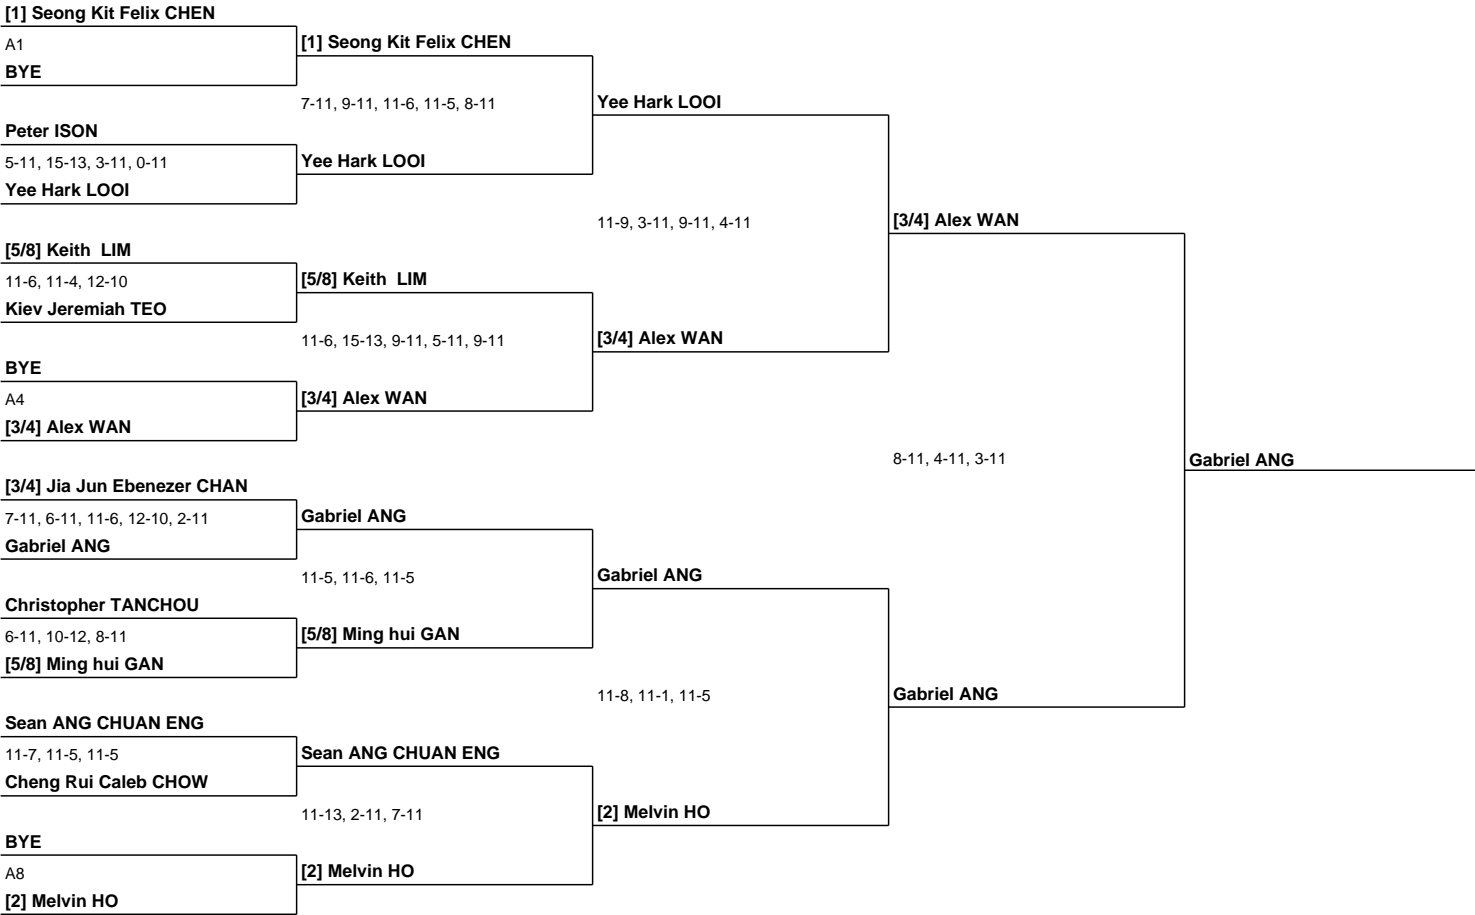 [1] Seong Kit Felix CHEN
A1
BYE
Peter ISON
5-11, 15-13, 3-11, 0-11
Yee Hark LOOI
[5/8] Keith  LIM
11-6, 11-4, 12-10
Kiev Jeremiah TEO
BYE
A4
[3/4] Alex WAN
[3/4] Jia Jun Ebenezer CHAN
7-11, 6-11, 11-6, 12-10, 2-11
Gabriel ANG
Christopher TANCHOU
6-11, 10-12, 8-11
[5/8] Ming hui GAN
Sean ANG CHUAN ENG
11-7, 11-5, 11-5
Cheng Rui Caleb CHOW
BYE
A8
[2] Melvin HO
[1] Seong Kit Felix CHEN
7-11, 9-11, 11-6, 11-5, 8-11
Yee Hark LOOI
[5/8] Keith  LIM
11-6, 15-13, 9-11, 5-11, 9-11
[3/4] Alex WAN
Gabriel ANG
11-5, 11-6, 11-5
[5/8] Ming hui GAN
Sean ANG CHUAN ENG
11-13, 2-11, 7-11
[2] Melvin HO
Yee Hark LOOI
11-9, 3-11, 9-11, 4-11
[3/4] Alex WAN
Gabriel ANG
11-8, 11-1, 11-5
[2] Melvin HO
[3/4] Alex WAN
8-11, 4-11, 3-11
Gabriel ANG
Gabriel ANG